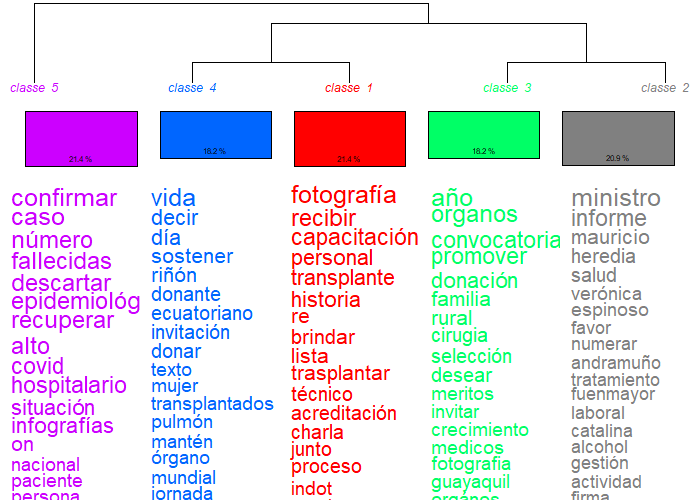 classe 5
classe 4
classe 1
classe 3
classe 2
21.4 %
18.2 %
21.4 %
18.2 %
20.9 %
confirmar
caso
número
fallecidas
descartar
epidemiológ
recuperar
alto
covid
hospitalario
situación
infografías
on
nacional
paciente
persona
vida
decir
día
sostener
riñón
donante
ecuatoriano
invitación
donar
texto
mujer
transplantados
pulmón
mantén
órgano
mundial
jornada
fotografía
recibir
capacitación
personal
transplante
historia
re
brindar
lista
trasplantar
técnico
acreditación
charla
junto
proceso
indot
año
organos
convocatoria
promover
donación
familia
rural
cirugia
selección
desear
meritos
invitar
crecimiento
medicos
fotografia
guayaquil
organos
ministro
informe
mauricio
heredia
salud
verónica
espinoso
favor
numerar
andramuño
tratamiento
fuenmayor
laboral
catalina
alcohol
gestión
actividad
firma